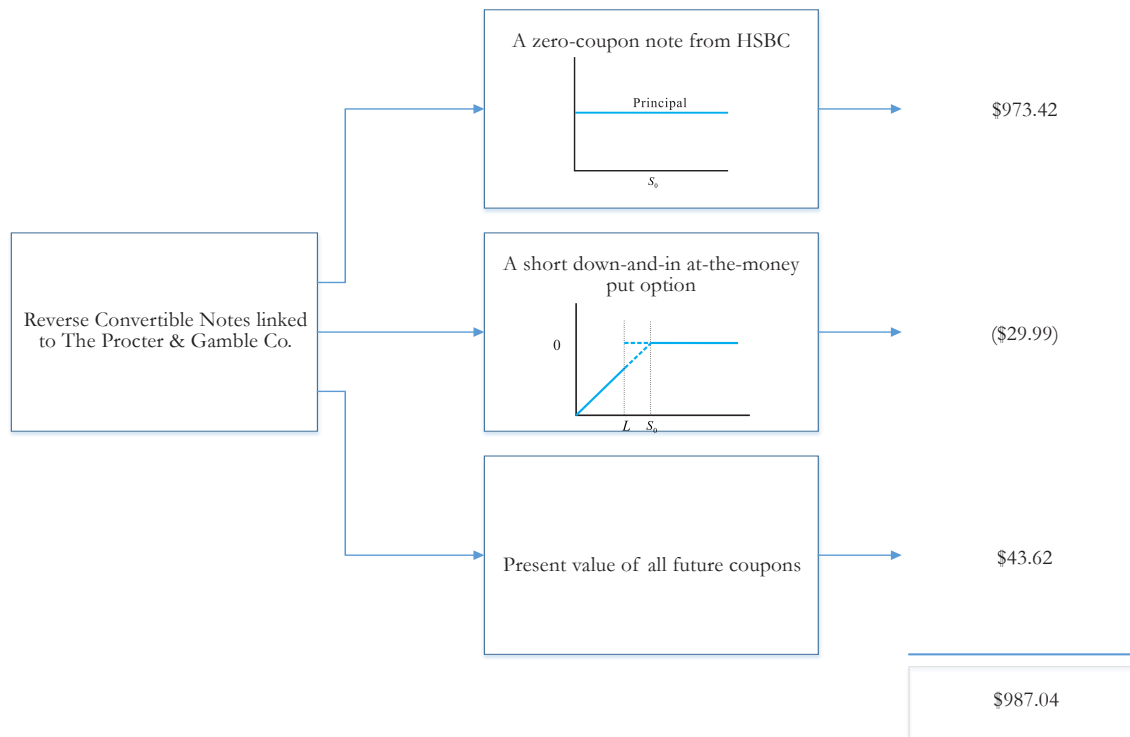 A zero-coupon note from HSBC
Principal
S₀
$973.42
Reverse Convertible Notes linked
to The Procter & Gamble Co.
A short down-and-in at-the-money
put option
0
L S₀
($29.99)
Present value of all future coupons
$43.62
$987.04